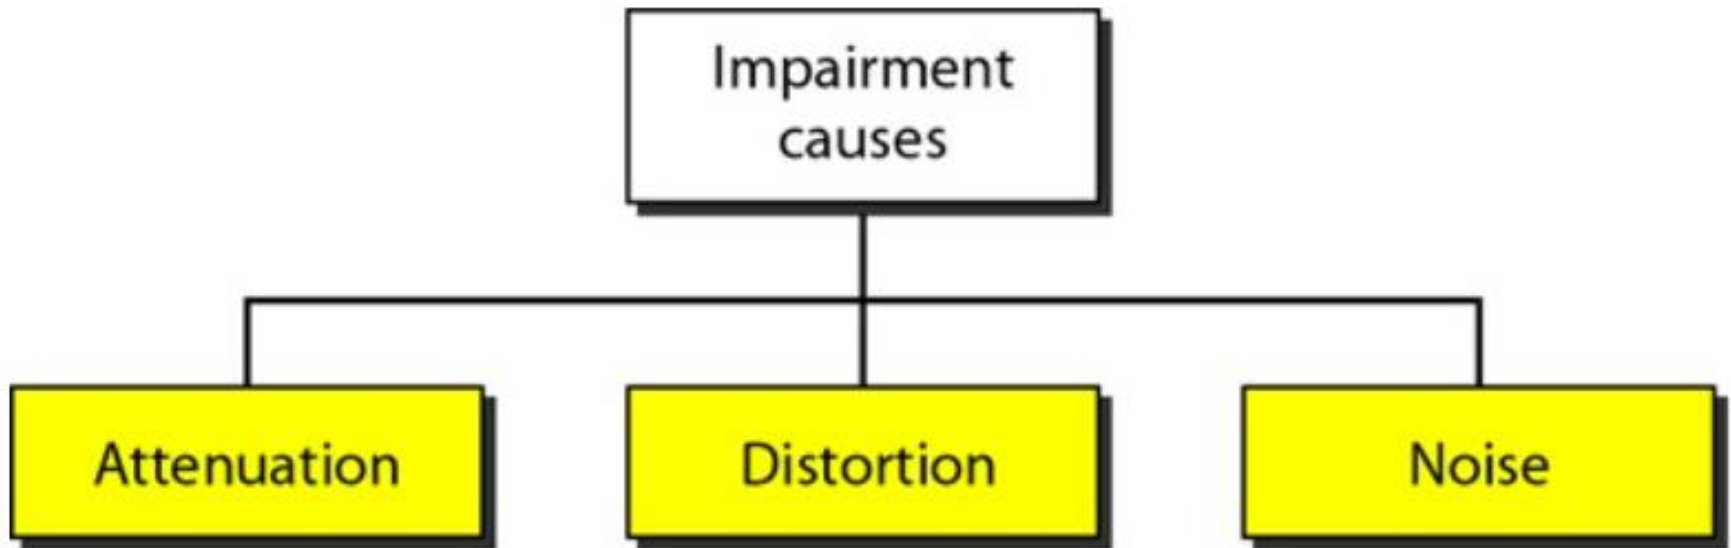 Impairment
causes
Attenuation
Distortion
Noise